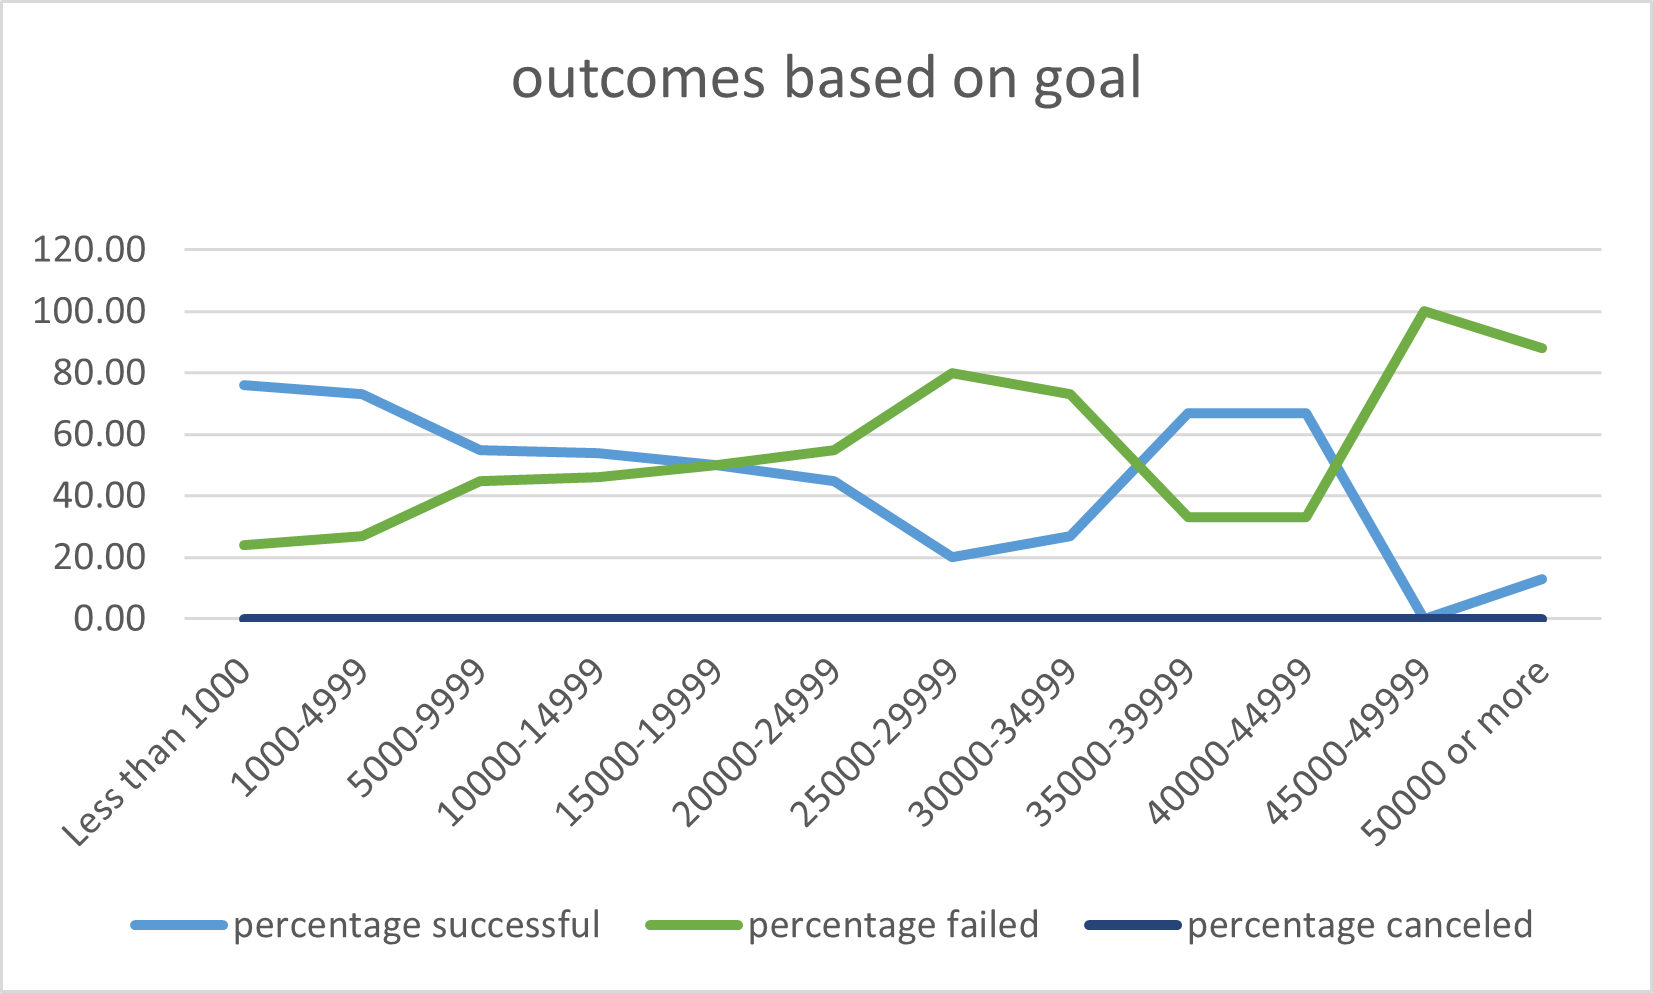 outcomes based on goal
120.00
100.00
80.00
60.00
40.00
20.00
0.00
Less than 1000
1000-4999
5000-9999
10000-14999
15000-19999
20000-24999
25000-29999
30000-34999
35000-39999
40000-44999
45000-49999
50000 or more
percentage successful
percentage failed
percentage canceled